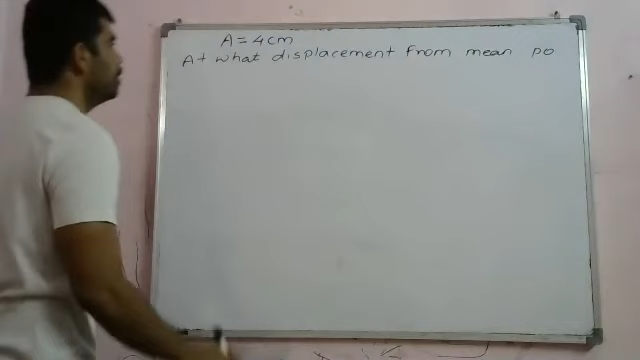 A = 4cm
At what displacement from mean po